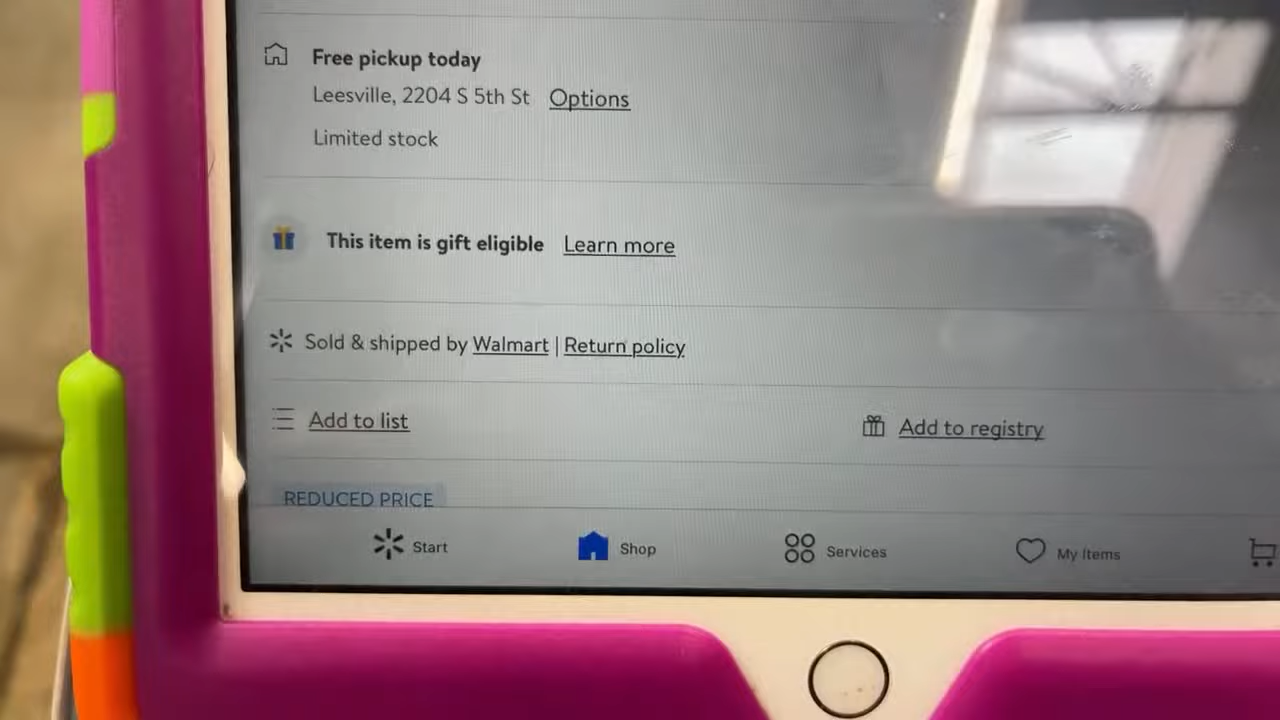 Free pickup today
Leesville, 2204 S 5th St Options
Limited stock
This item is gift eligible Learn more
Sold & shipped by Walmart | Return policy
Add to list Add to registry
REDUCED PRICE
Start Shop Services My Items